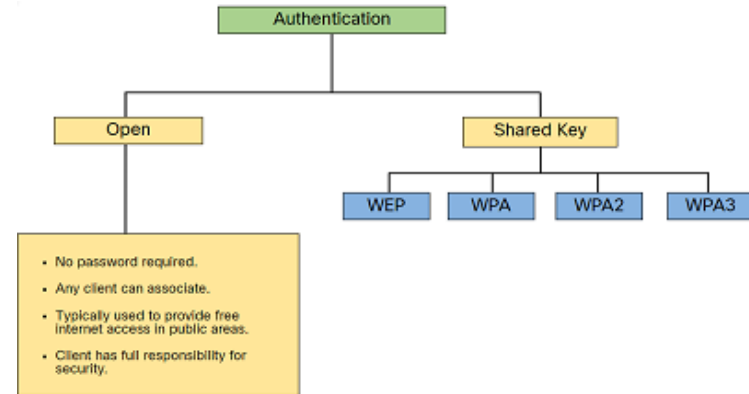 Authentication
Open
Shared Key
WEP
WPA
WPA2
WPA3
• No password required.
• Any client can associate.
• Typically used to provide free
internet access in public areas.
• Client has full responsibility for
security.